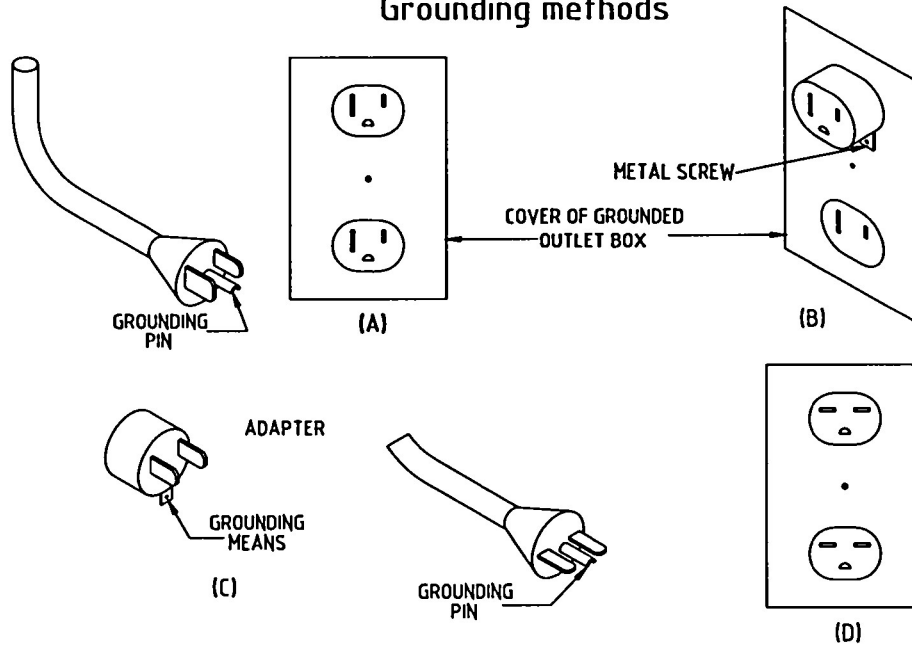 Grounding methods
METAL SCREW
COVER OF GROUNDED
OUTLET BOX
GROUNDING
PIN
(A)
(B)
ADAPTER
GROUNDING
MEANS
(C)
GROUNDING
PIN
(D)